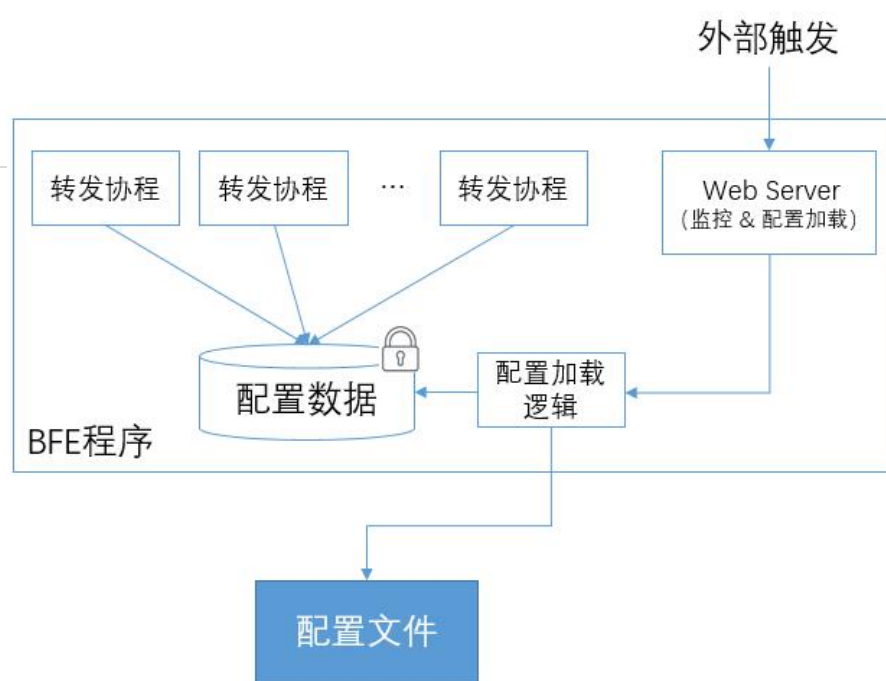 外部触发
转发协程
转发协程
…
转发协程
Web Server
(监控 & 配置加载)
配置数据
配置加载
逻辑
BFE程序
配置文件